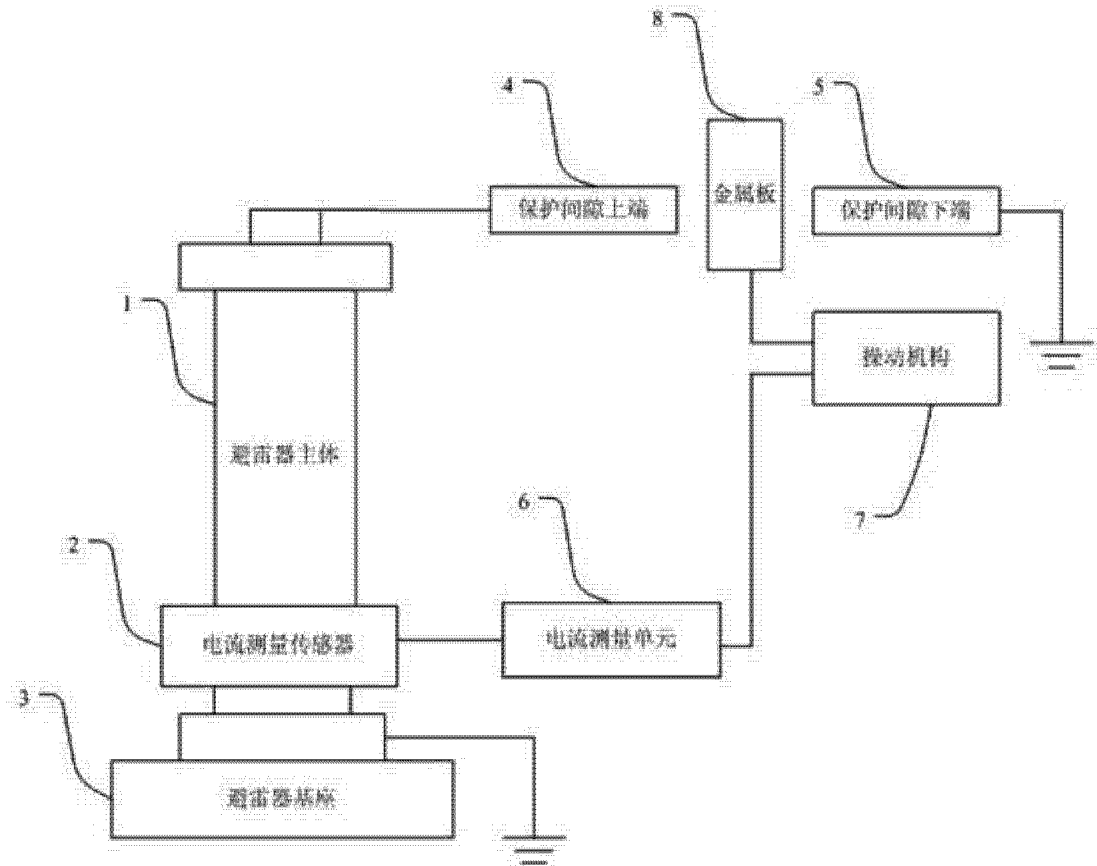 8
4
5
金属板
保护间隙上端
保护间隙下端
1
操动机构
避雷器主体
6
7
2
电流测量传感器
电流测量单元
3
避雷器基座